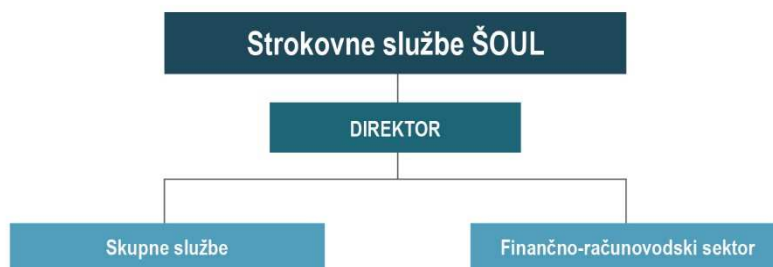 Strokovne službe ŠOUL
DIREKTOR
Skupne službe
Finančno-računovodski sektor